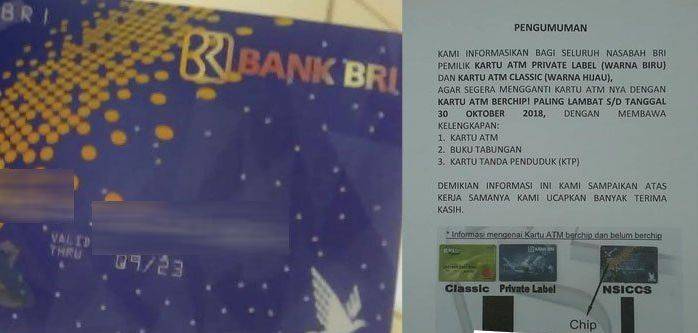 BRI
BRI BANK BRI
VALID
THRU
09/23
PENGUMUMAN
KAMI INFORMASIKAN BAGI SELURUH NASABAH BRI
PEMILIK KARTU ATM PRIVATE LABEL (WARNA BIRU)
DAN KARTU ATM CLASSIC (WARNA HIJAU),
AGAR SEGERA MENGGANTI KARTU ATM NYA DENGAN
KARTU ATM BERCHIP! PALING LAMBAT S/D TANGGAL
30 OKTOBER 2018, DENGAN MEMBAWA
KELENGKAPAN:
1. KARTU ATM
2. BUKU TABUNGAN
3. KARTU TANDA PENDUDUK (KTP)
DEMIKIAN INFORMASI INI KAMI SAMPAIKAN ATAS
KERJA SAMANYA KAMI UCAPKAN BANYAK TERIMA
KASIH.
* Informasi mengenai Kartu ATM berchip dan belum berchip
BRI
BANK BRI
Classic Private Label NSICCS
Chip